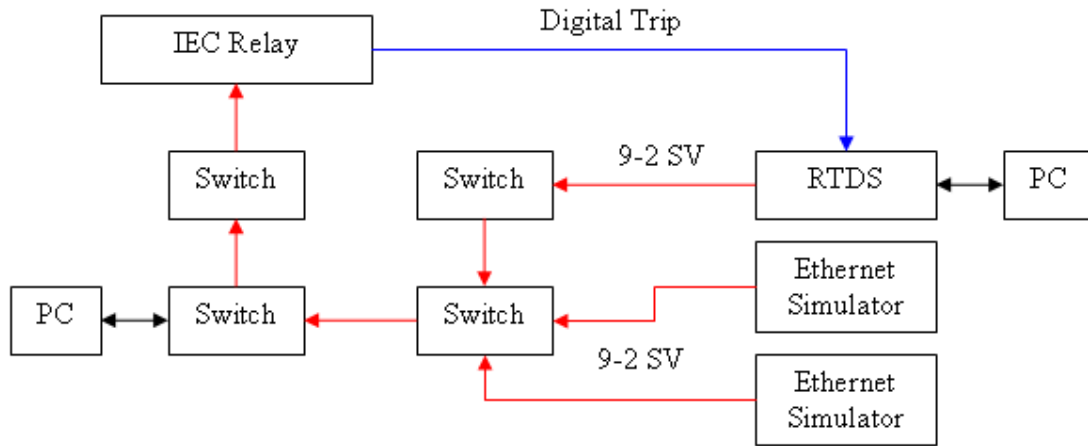 Digital Trip
IEC Relay
9-2 SV
Switch
Switch
RTDS
PC
Ethernet
Simulator
PC
Switch
Switch
9-2 SV
Ethernet
Simulator